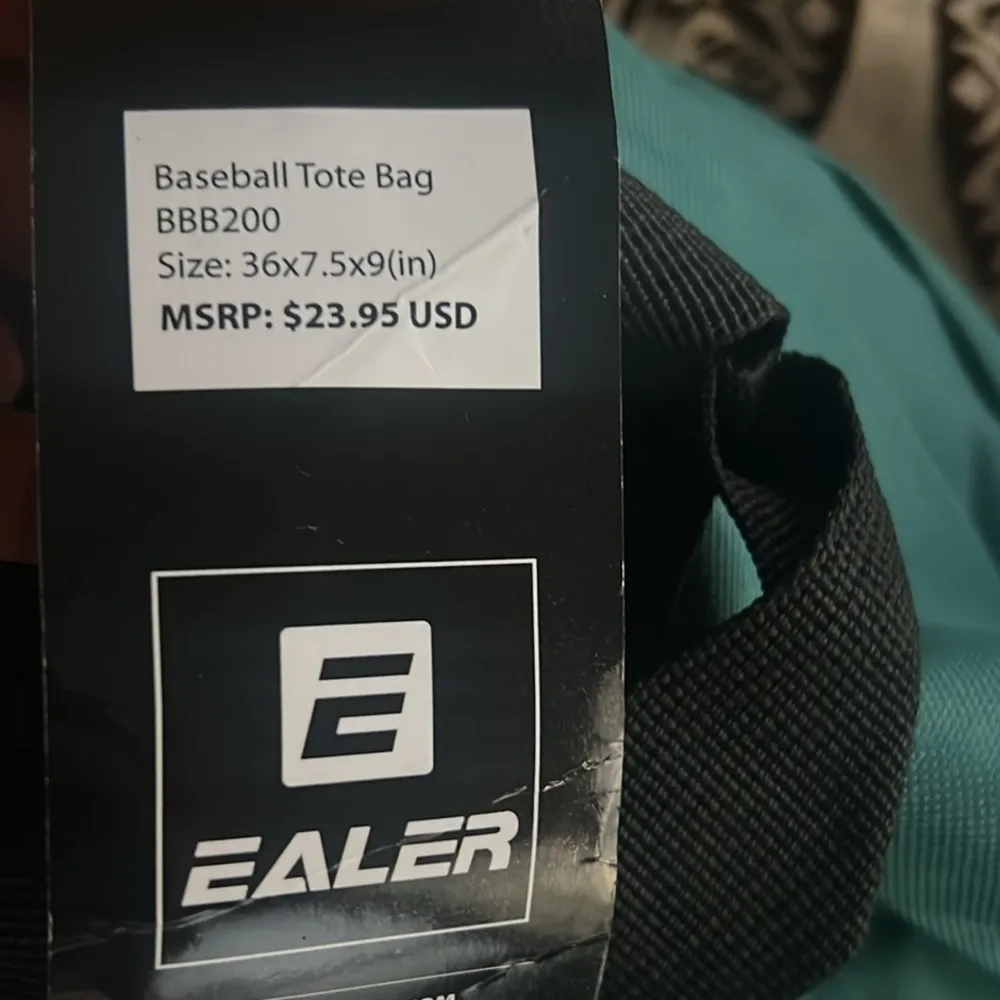 Baseball Tote Bag
BBB200
Size: 36x7.5x9(in)
MSRP: $23.95 USD
E
EALER